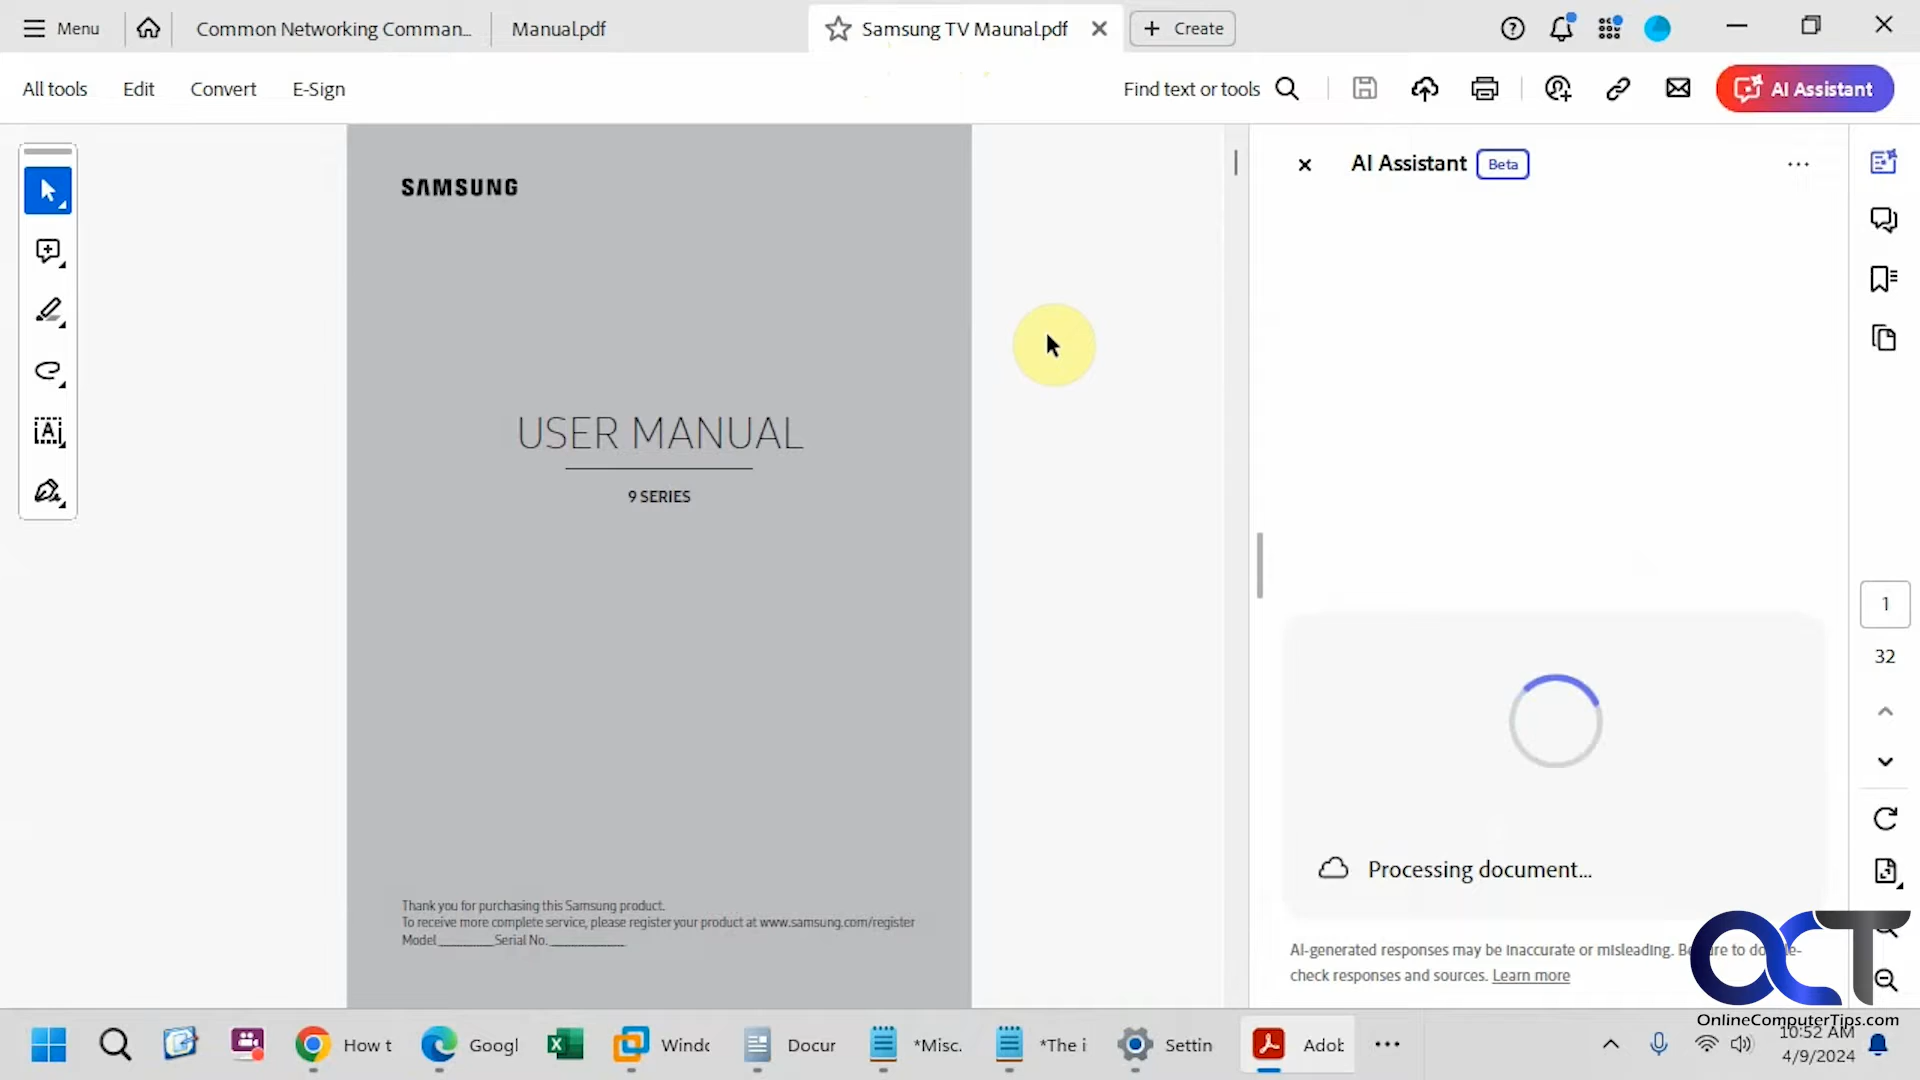 Menu
Common Networking Comman...
Manual.pdf
Samsung TV Maunal.pdf
Create
All tools
Edit
Convert
E-Sign
Find text or tools
AI Assistant
SAMSUNG
USER MANUAL
9 SERIES
Thank you for purchasing this Samsung product.
To receive more complete service, please register your product at www.samsung.com/register
Model Serial No.
AI Assistant
Beta
Processing document...
AI-generated responses may be inaccurate or misleading. Be
check responses and sources. Learn more
1
32
OCT
OnlineComputerTips.com
How t
Googl
Windo
Docur
*Misc.
*The i
Settin
Adob
10:52 AM
4/9/2024